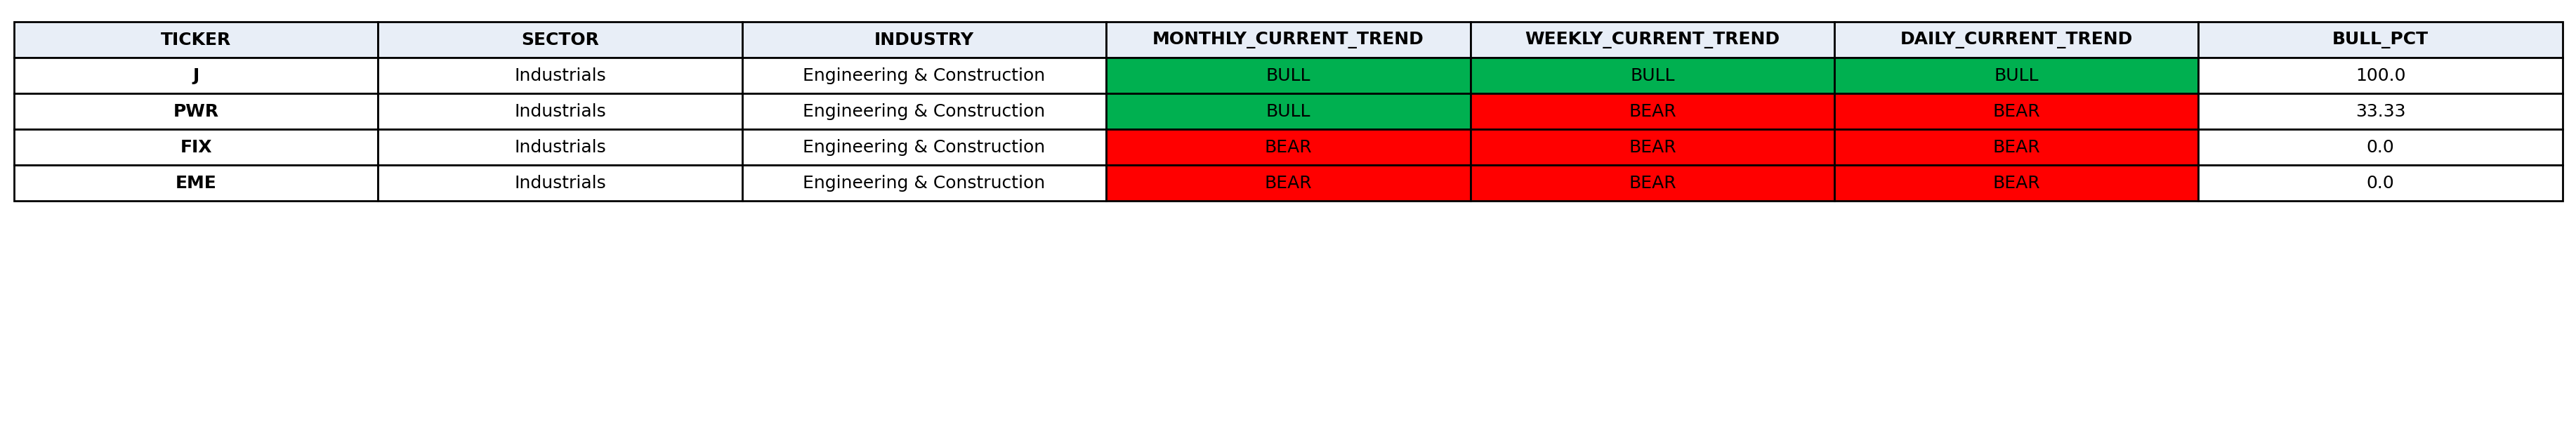 TICKER SECTOR INDUSTRY MONTHLY_CURRENT_TREND WEEKLY_CURRENT_TREND DAILY_CURRENT_TREND BULL_PCT
J Industrials Engineering & Construction BULL BULL BULL 100.0
PWR Industrials Engineering & Construction BULL BEAR BEAR 33.33
FIX Industrials Engineering & Construction BEAR BEAR BEAR 0.0
EME Industrials Engineering & Construction BEAR BEAR BEAR 0.0